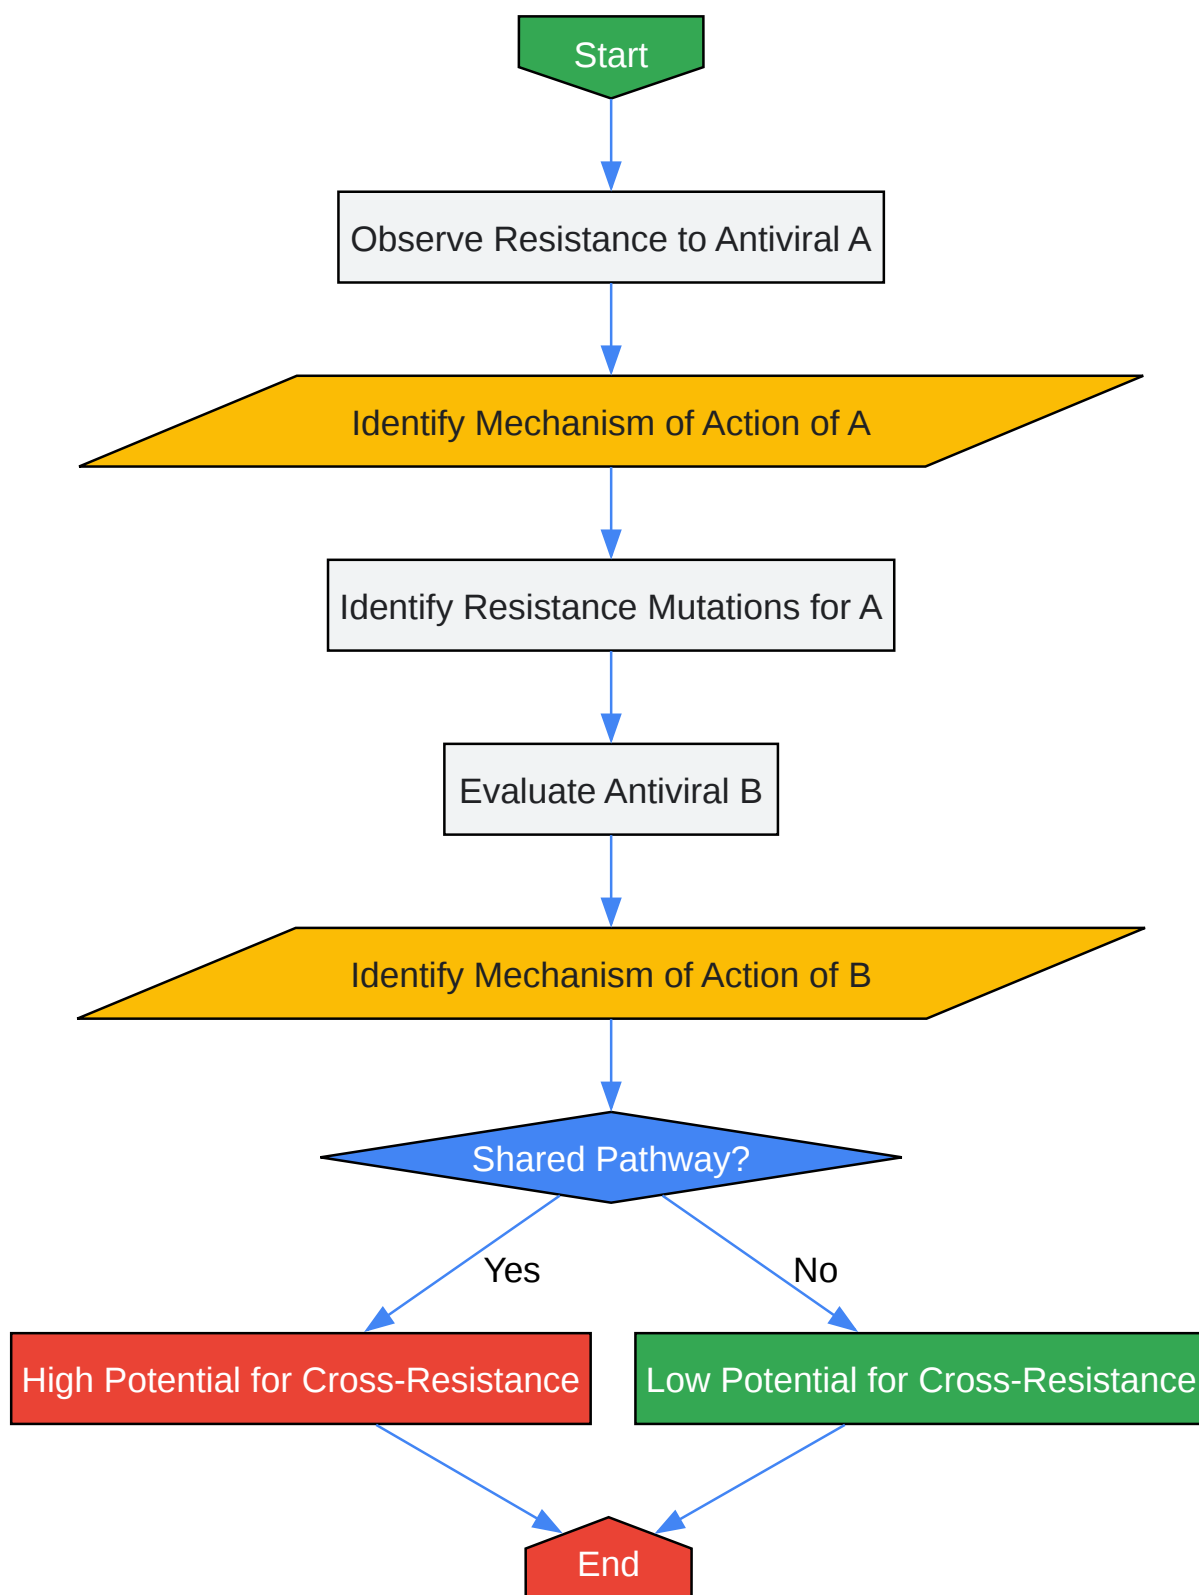 Start
Observe Resistance to Antiviral A
Identify Mechanism of Action of A
Identify Resistance Mutations for A
Evaluate Antiviral B
Identify Mechanism of Action of B
Shared Pathway?
Yes
No
High Potential for Cross-Resistance
Low Potential for Cross-Resistance
End